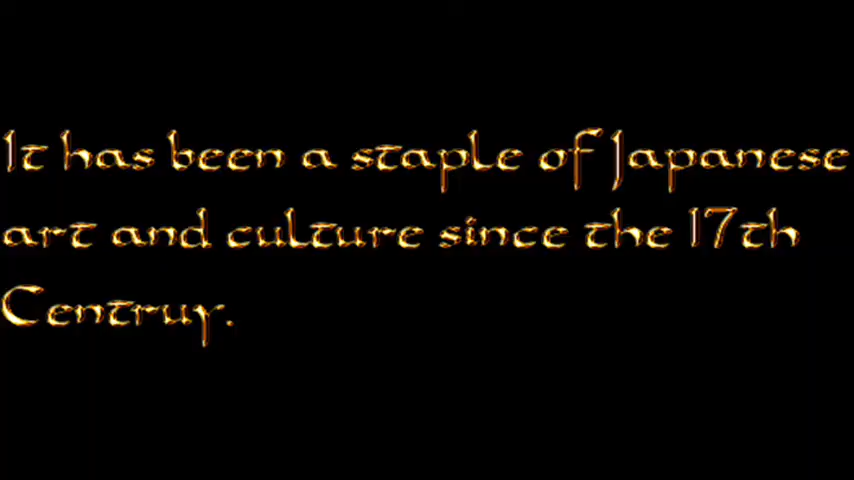 It has been a staple of Japanese
art and culture since the 17th
Centruy.